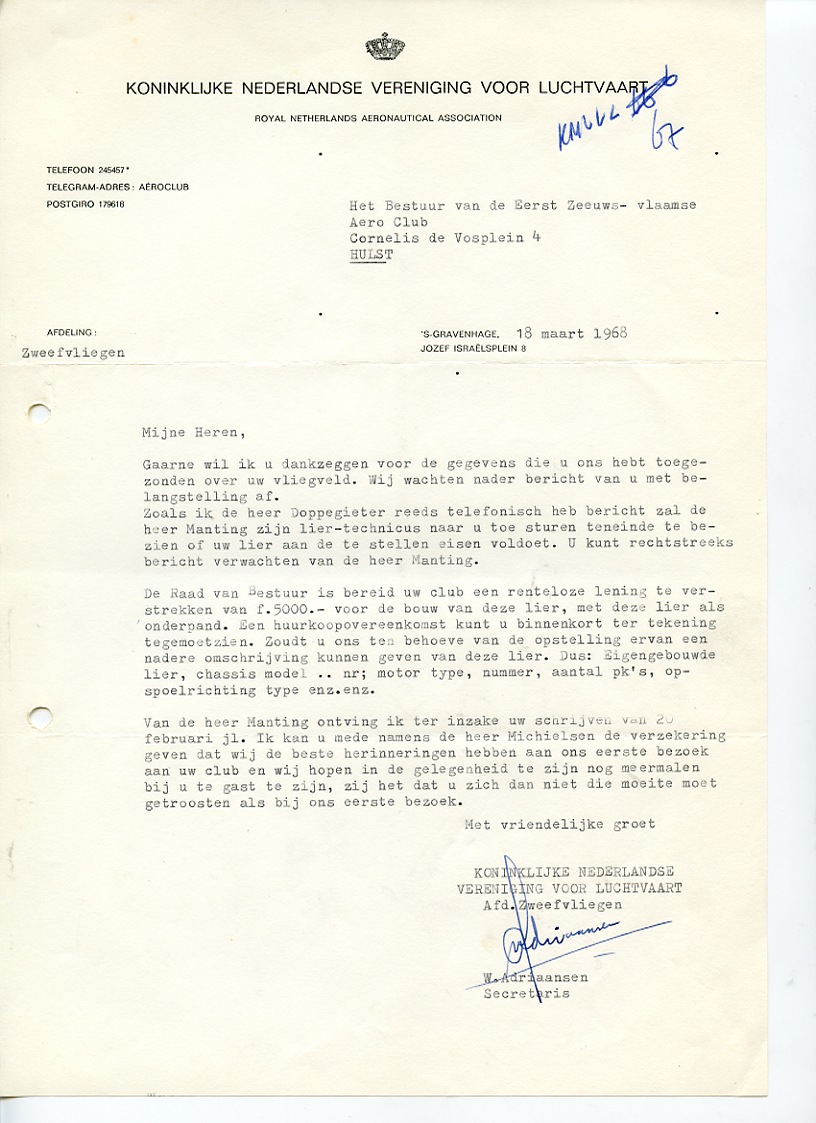 KONINKLIJKE NEDERLANDSE VERENIGING VOOR LUCHTVAART
ROYAL NETHERLANDS AERONAUTICAL ASSOCIATION
67
TELEFOON 245457*
TELEGRAM-ADRES: AÉROCLUB
POSTGIRO 179618
Het Bestuur van de Eerst Zeeuws- vlaamse
Aero Club
Cornelis de Vosplein 4
HULST
AFDELING:
Zweefvliegen
'S-GRAVENHAGE, 18 maart 1968
JOZEF ISRAËLSPLEIN 8
Mijne Heren,
Gaarne wil ik u dankzeggen voor de gegevens die u ons hebt toege-
zonden over uw vliegveld. Wij wachten nader bericht van u met be-
langstelling af.
Zoals ik de heer Doppegieter reeds telefonisch heb bericht zal de
heer Manting zijn lier-technicus naar u toe sturen teneinde te be-
zien of uw lier aan de te stellen eisen voldoet. U kunt rechtstreeks
bericht verwachten van de heer Manting.
De Raad van Bestuur is bereid uw club een renteloze lening te ver-
strekken van f.5000.- voor de bouw van deze lier, met deze lier als
onderpand. Een huurkoopovereenkomst kunt u binnenkort ter tekening
tegemoetzien. Zoudt u ons ten behoeve van de opstelling ervan een
nadere omschrijving kunnen geven van deze lier. Dus: Eigengebouwde
lier, chassis model .. nr; motor type, nummer, aantal pk's, op-
spoelrichting type enz.enz.
Van de heer Manting ontving ik ter inzake uw schrijven van 20
februari jl. Ik kan u mede namens de heer Michielsen de verzekering
geven dat wij de beste herinneringen hebben aan ons eerste bezoek
aan uw club en wij hopen in de gelegenheid te zijn nog meermalen
bij u te gast te zijn, zij het dat u zich dan niet die moeite moet
getroosten als bij ons eerste bezoek.
Met vriendelijke groet
KONINKLIJKE NEDERLANDSE
VERENIGING VOOR LUCHTVAART
Afd.Zweefvliegen
Adriaansen
W.Adriaansen
Secretaris